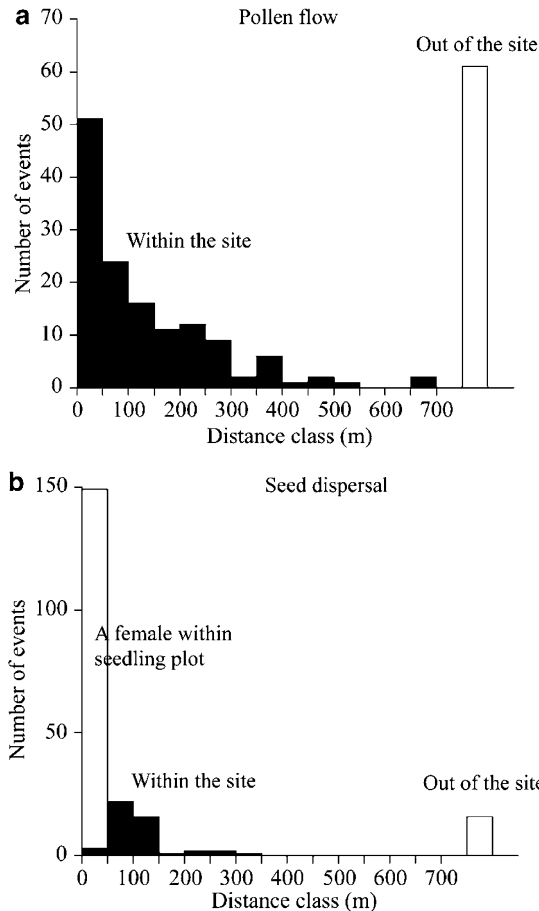 a
Pollen flow
70
60
50
40
30
20
10
0
Number of events
Out of the site
Within the site
0 100 200 300 400 500 600 700
Distance class (m)
b
Seed dispersal
150
100
50
0
Number of events
A female within
seedling plot
Within the site
Out of the site
0 100 200 300 400 500 600 700
Distance class (m)